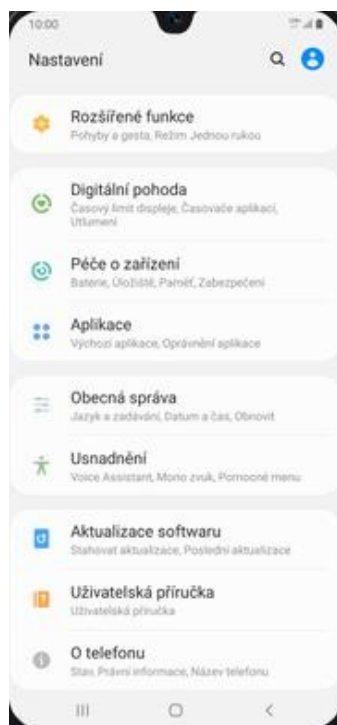 10:00
Nastavení
Rozšířené funkce
Pohyby a gesta, Režim Jednou rukou
Digitální pohoda
Časový limit displeje, Časovače aplikací,
Utlumení
Péče o zařízení
Baterie, Úložiště, Paměť, Zabezpečení
Aplikace
Výchozí aplikace, Oprávnění aplikace
Obecná správa
Jazyk a zadávání, Datum a čas, Obnovit
Usnadnění
Voice Assistant, Mono zvuk, Pomocné menu
Aktualizace softwaru
Stahovat aktualizace, Poslední aktualizace
Uživatelská příručka
Uživatelská příručka
O telefonu
Stav, Právní informace, Název telefonu